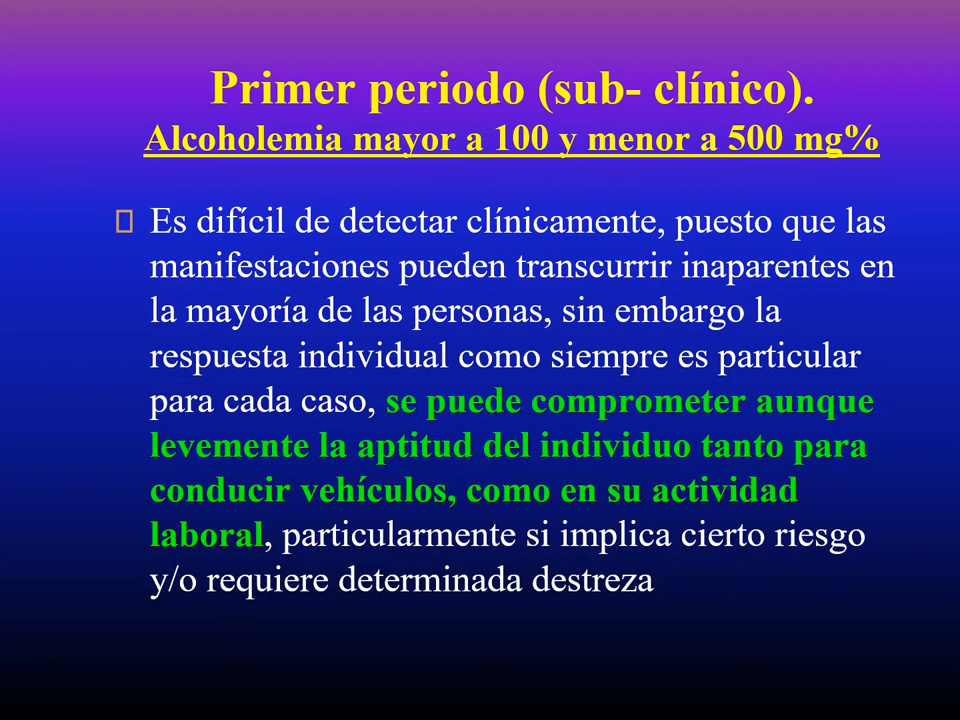 Primer periodo (sub- clínico).
Alcoholemia mayor a 100 y menor a 500 mg%
Es difícil de detectar clínicamente, puesto que las
manifestaciones pueden transcurrir inaparentes en
la mayoría de las personas, sin embargo la
respuesta individual como siempre es particular
para cada caso, se puede comprometer aunque
levemente la aptitud del individuo tanto para
conducir vehículos, como en su actividad
laboral, particularmente si implica cierto riesgo
y/o requiere determinada destreza